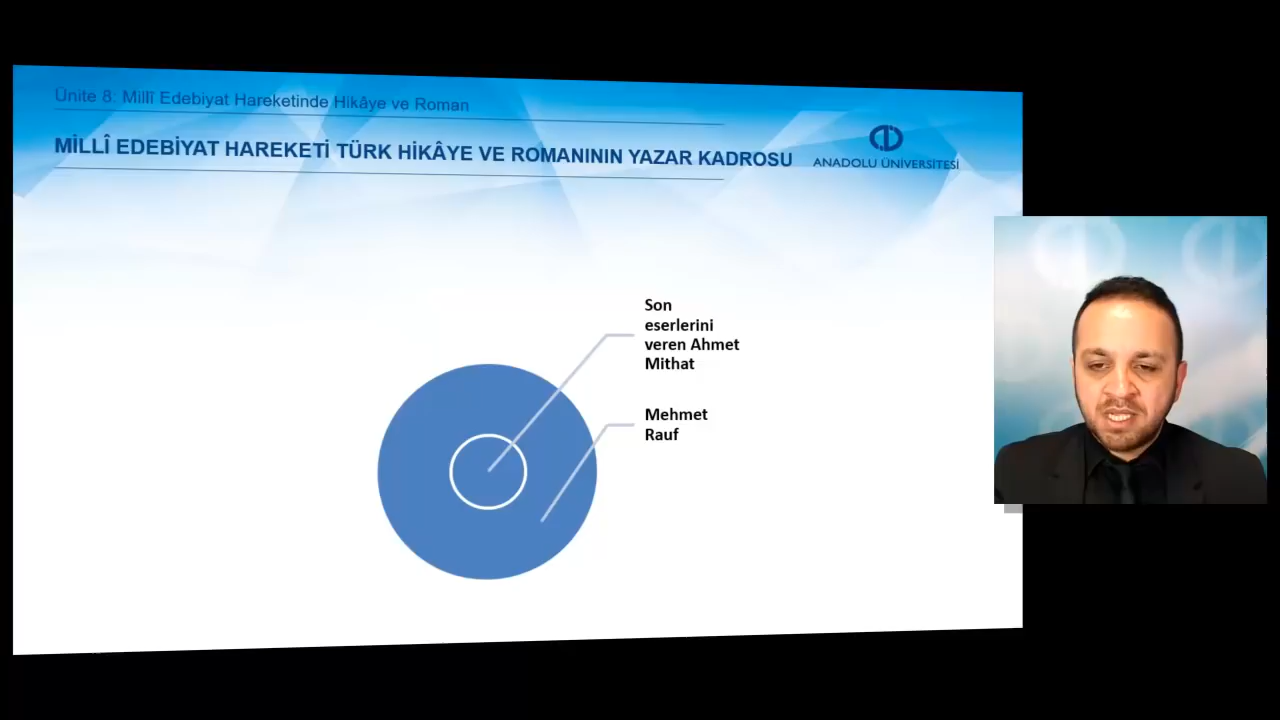 Ünite 8: Millî Edebiyat Hareketinde Hikâye ve Roman
MİLLÎ EDEBİYAT HAREKETİ TÜRK HİKÂYE VE ROMANININ YAZAR KADROSU
ANADOLU ÜNİVERSİTESİ
Son
eserlerini
veren Ahmet
Mithat
Mehmet
Rauf